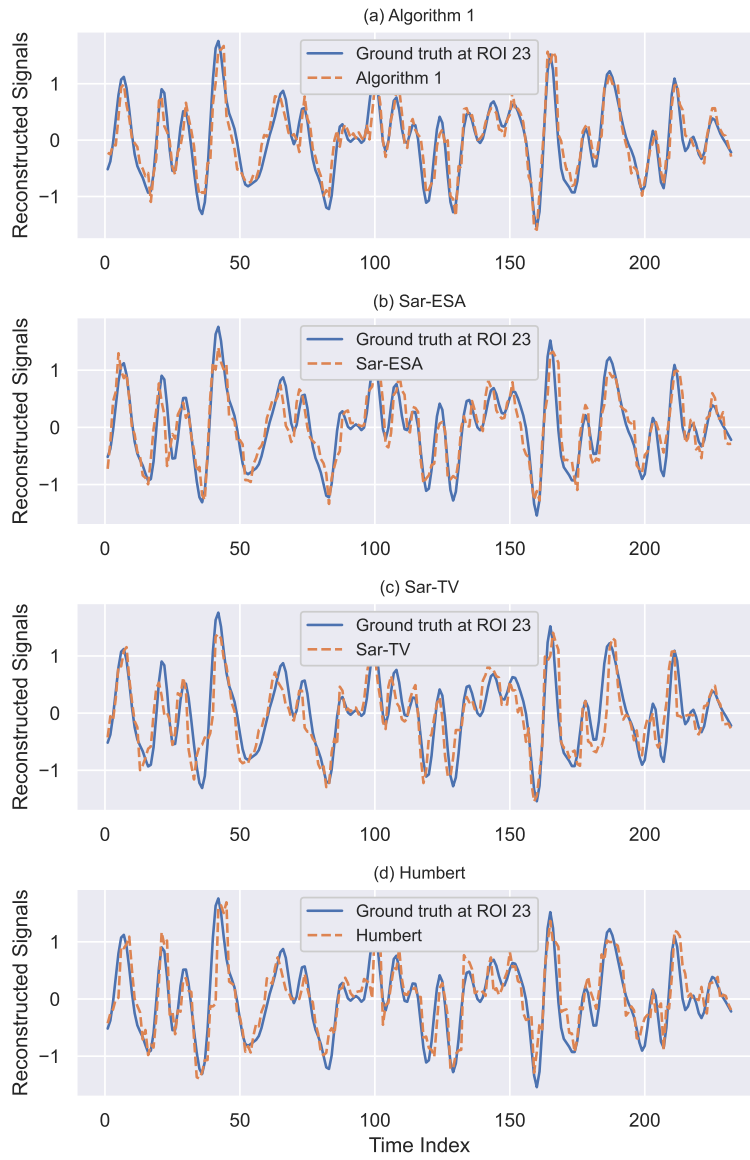 (a) Algorithm 1
Reconstructed Signals
1
0
−1
Ground truth at ROI 23
Algorithm 1
0 50 100 150 200
(b) Sar-ESA
Reconstructed Signals
1
0
−1
Ground truth at ROI 23
Sar-ESA
0 50 100 150 200
(c) Sar-TV
Reconstructed Signals
1
0
−1
Ground truth at ROI 23
Sar-TV
0 50 100 150 200
(d) Humbert
Reconstructed Signals
1
0
−1
Ground truth at ROI 23
Humbert
0 50 100 150 200
Time Index